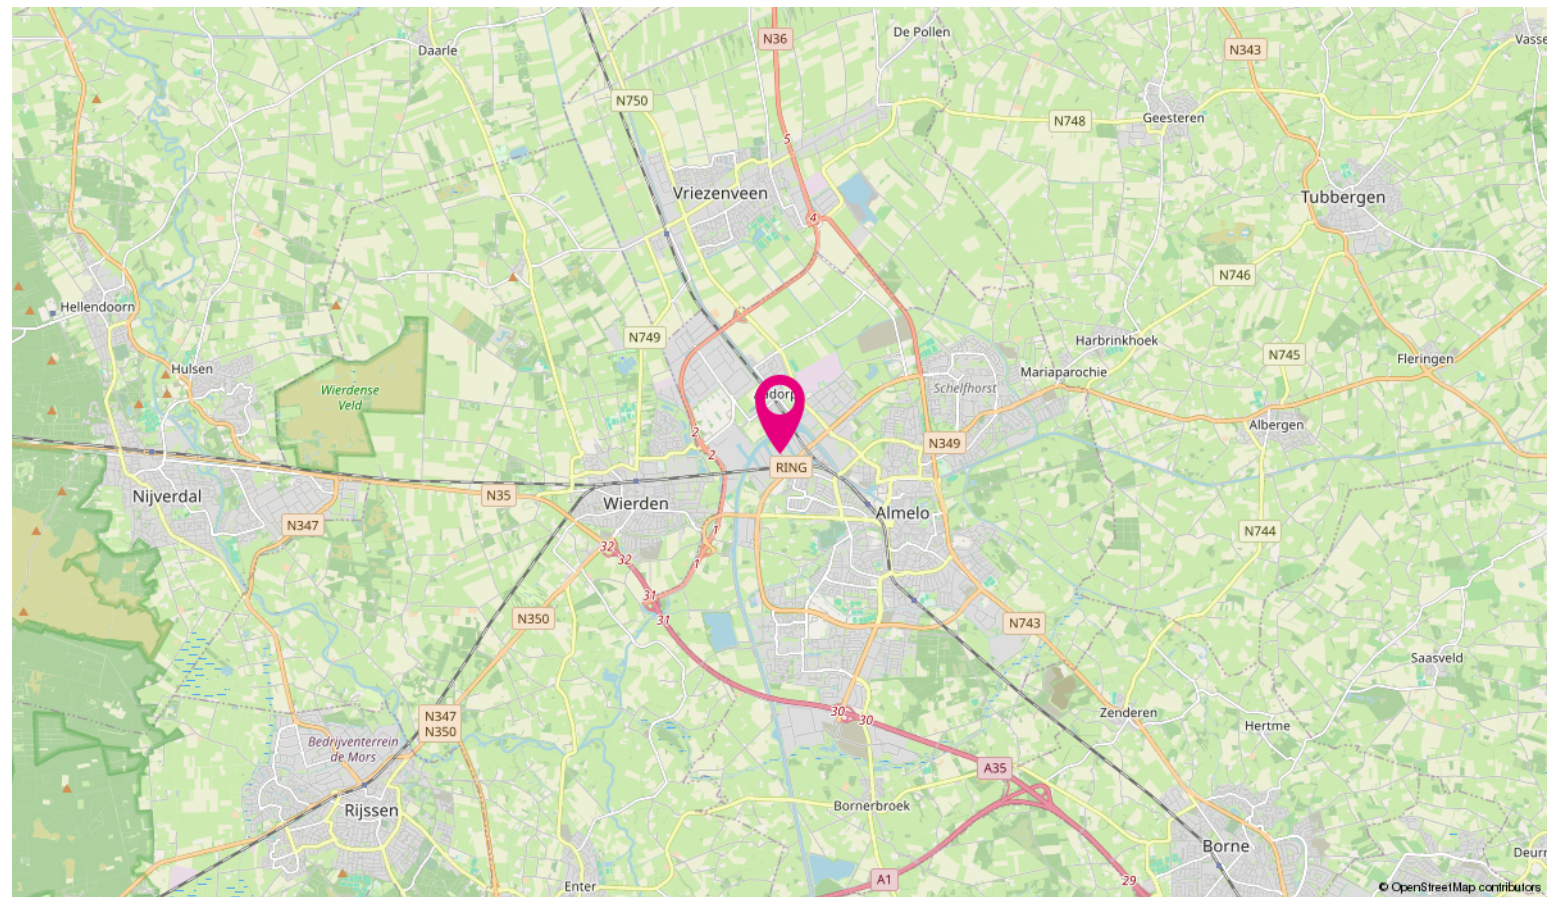 De Pollen
N36
Vasse
Daarle
N343
N750
5
N748
Geesteren
Vriezenveen
Tubbergen
4
N746
Hellendoorn
N749
Harbrinkhoek
N745
Fleringen
Hulsen
Mariaparochie
Wierdense
Veld
Schelfhorst
Albergen
2
2
N349
RING
Nijverdal
N35
Wierden
Almelo
N347
1
N744
32
32
1
31
31
N350
N743
Saasveld
N347
N350
30
30
Zenderen
Hertme
Bedrijventerrein
de Mors
A35
Rijssen
Bornerbroek
Borne
Deurn
Enter
A1
29
© OpenStreetMap contributors